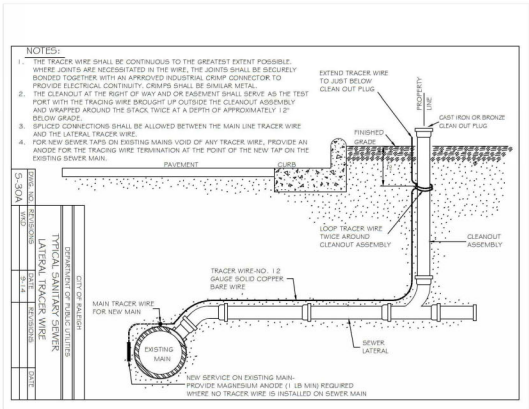 NOTES:
1. THE TRACER WIRE SHALL BE CONTINUOUS TO THE GREATEST EXTENT POSSIBLE.
WHERE JOINTS ARE NECESSITATED IN THE WIRE, THE JOINTS SHALL BE SECURELY
BONDED TOGETHER WITH AN APPROVED INDUSTRIAL CRIMP CONNECTOR TO
PROVIDE ELECTRICAL CONTINUITY. CRIMPS SHALL BE SIMILAR METAL.
2. THE CLEANOUT AT THE RIGHT OF WAY AND OR EASEMENT SHALL SERVE AS THE TEST
PORT WITH THE TRACING WIRE BROUGHT UP OUTSIDE THE CLEANOUT ASSEMBLY
AND WRAPPED AROUND THE STACK, TWICE AT A DEPTH OF APPROXIMATELY 12"
BELOW GRADE.
3. SPLICED CONNECTIONS SHALL BE ALLOWED BETWEEN THE MAIN LINE TRACER WIRE
AND THE LATERAL TRACER WIRE.
4. FOR NEW SEWER TAPS ON EXISTING MAINS VOID OF ANY TRACER WIRE, PROVIDE AN
ANODE FOR THE TRACING WIRE TERMINATION AT THE POINT OF THE NEW TAP ON THE
EXISTING SEWER MAIN.
EXTEND TRACER WIRE
TO JUST BELOW
CLEAN OUT PLUG
PROPERTY
LINE
CAST IRON OR BRONZE
CLEAN OUT PLUG
FINISHED
GRADE
PAVEMENT
CURB
LOOP TRACER WIRE
TWICE AROUND
CLEANOUT ASSEMBLY
CLEANOUT
ASSEMBLY
TRACER WIRE-NO. 12
GAUGE SOLID COPPER
BARE WIRE
MAIN TRACER WIRE
FOR NEW MAIN
EXISTING
MAIN
SEWER
LATERAL
NEW SERVICE ON EXISTING MAIN-
PROVIDE MAGNESIUM ANODE (1 LB MIN) REQUIRED
WHERE NO TRACER WIRE IS INSTALLED ON SEWER MAIN
CITY OF RALEIGH
DEPARTMENT OF PUBLIC UTILITIES
TYPICAL SANITARY SEWER
LATERAL TRACER WIRE
DWG. NO. REVISIONS DATE REVISIONS DATE
S-30A WKD 9-14